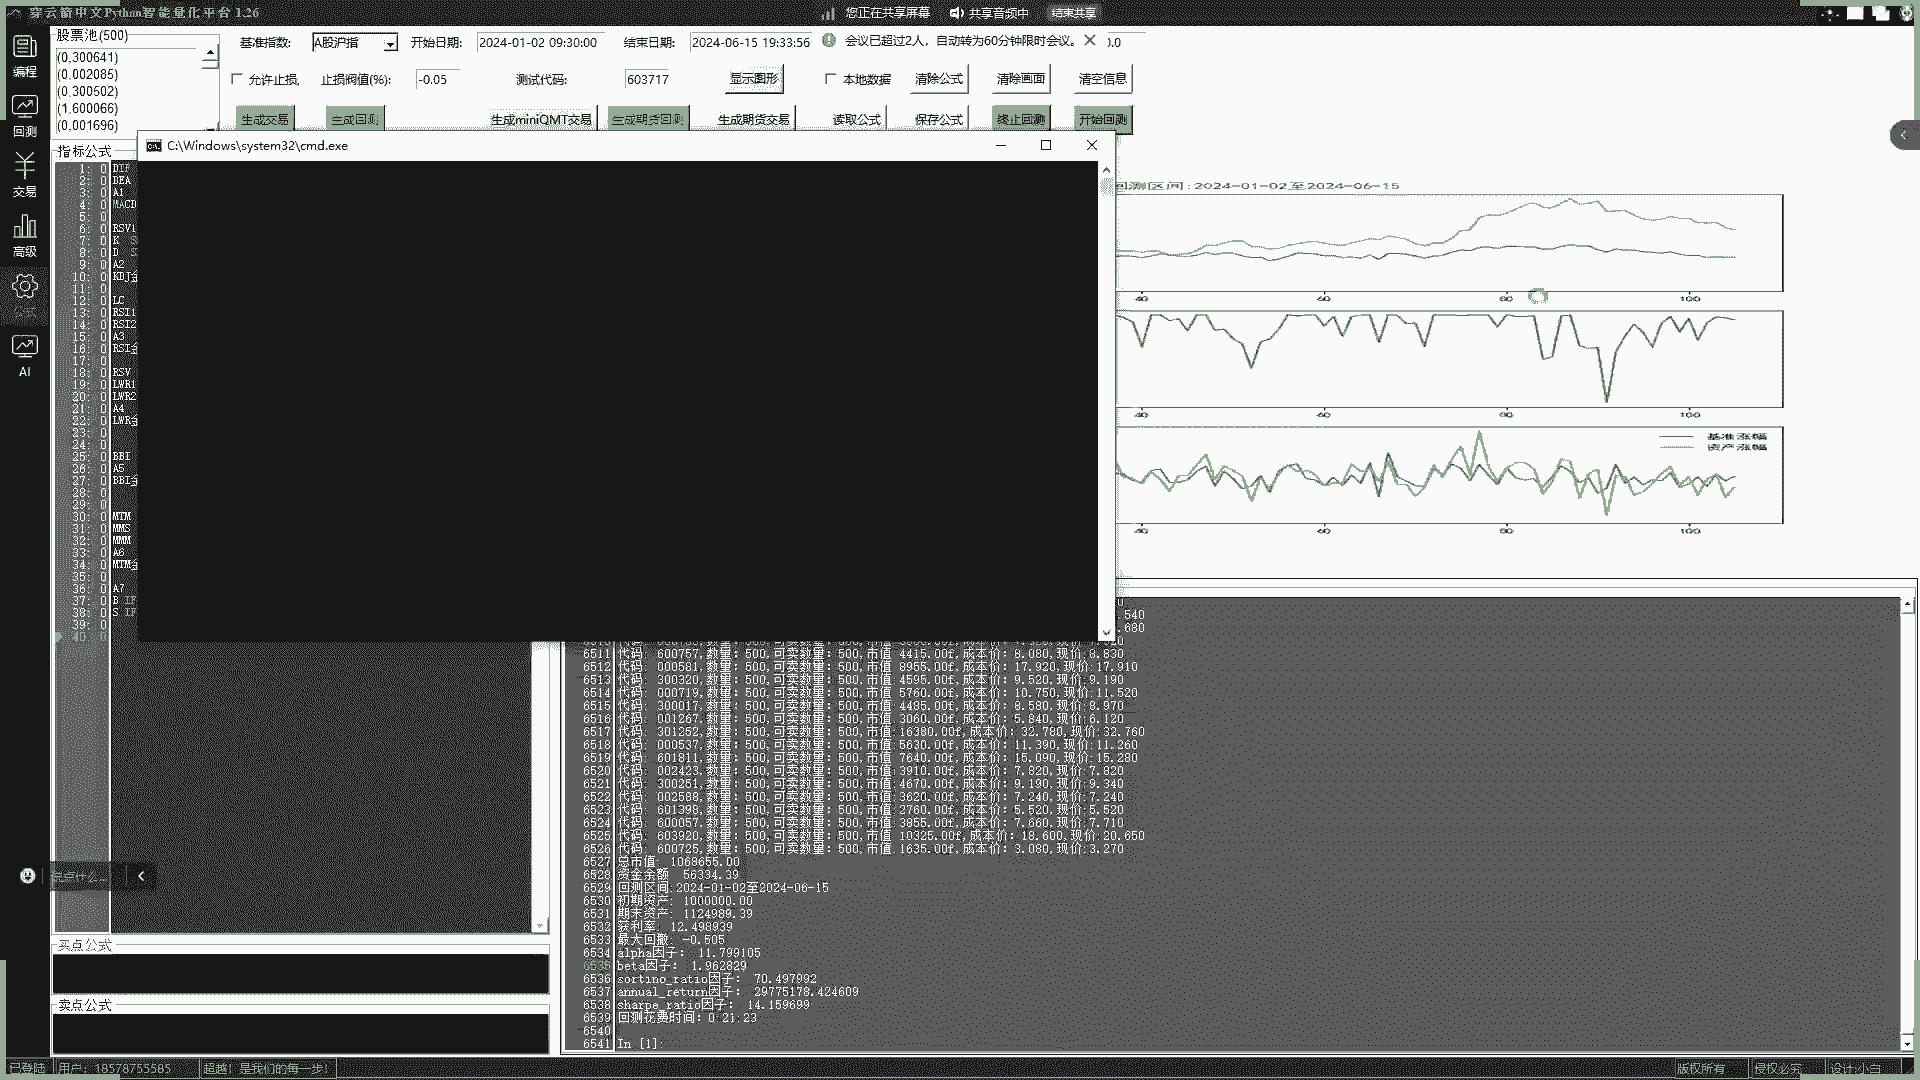 穿云箭中文Python智能量化平台 1.26
您正在共享屏幕
共享音频中
结束共享
编程
回测
交易
高级
公式
AI
股票池(500)
(0,300641)
(0,002085)
(0,300502)
(1,600066)
(0,001696)
基准指数:
A股沪指
开始日期:
2024-01-02 09:30:00
结束日期:
2024-06-15 19:33:56
会议已超过2人，自动转为60分钟限时会议。
允许止损,
止损阀值(%):
-0.05
测试代码:
603717
显示图形
本地数据
清除公式
清除画面
清空信息
生成交易
生成回测
生成miniQMT交易
生成期货回测
生成期货交易
读取公式
保存公式
终止回测
开始回测
指标公式
C:\Windows\system32\cmd.exe
1: 0 DIF
2: 0 DEA
3: 0 A1
4: 0 MACD
5: 0
6: 0 RSV1
7: 0 K
8: 0 D
9: 0 A2
10: 0 KDJ
11: 0
12: 0 LC
13: 0 RSI1
14: 0 RSI2
15: 0 A3
16: 0 RSI
17: 0
18: 0 RSV
19: 0 LWR1
20: 0 LWR2
21: 0 A4
22: 0 LWR
23: 0
24: 0
25: 0 BBI
26: 0 A5
27: 0 BBI
28: 0
29: 0
30: 0 MTM
31: 0 MMS
32: 0 MMM
33: 0 A6
34: 0 MTM
35: 0
36: 0 A7
37: 0 B IF
38: 0 S IF
39: 0
40: 0
回测区间:2024-01-02至2024-06-15
40 60 80 100
40 60 80 100
基准涨幅
资产涨幅
40 60 80 100
.540
.680
6511 代码: 600757,数量: 500,可卖数量: 500,市值 4415.00f,成本价: 8.080,现价:8.830
6512 代码: 000581,数量: 500,可卖数量: 500,市值 8955.00f,成本价: 17.920,现价:17.910
6513 代码: 300320,数量: 500,可卖数量: 500,市值 4595.00f,成本价: 9.520,现价:9.190
6514 代码: 000719,数量: 500,可卖数量: 500,市值 5760.00f,成本价: 10.750,现价:11.520
6515 代码: 300017,数量: 500,可卖数量: 500,市值 4485.00f,成本价: 8.580,现价:8.970
6516 代码: 001267,数量: 500,可卖数量: 500,市值 3060.00f,成本价: 5.840,现价:6.120
6517 代码: 301252,数量: 500,可卖数量: 500,市值 16380.00f,成本价: 32.780,现价:32.760
6518 代码: 000537,数量: 500,可卖数量: 500,市值 5630.00f,成本价: 11.390,现价:11.260
6519 代码: 601811,数量: 500,可卖数量: 500,市值 7640.00f,成本价: 15.090,现价:15.280
6520 代码: 002423,数量: 500,可卖数量: 500,市值 3910.00f,成本价: 7.820,现价:7.820
6521 代码: 300251,数量: 500,可卖数量: 500,市值 4670.00f,成本价: 9.190,现价:9.340
6522 代码: 002588,数量: 500,可卖数量: 500,市值 3620.00f,成本价: 7.240,现价:7.240
6523 代码: 601398,数量: 500,可卖数量: 500,市值 2760.00f,成本价: 5.520,现价:5.520
6524 代码: 600057,数量: 500,可卖数量: 500,市值 3855.00f,成本价: 7.660,现价:7.710
6525 代码: 603920,数量: 500,可卖数量: 500,市值 10325.00f,成本价: 18.600,现价:20.650
6526 代码: 600725,数量: 500,可卖数量: 500,市值 1635.00f,成本价: 3.080,现价:3.270
6527 总市值: 1068655.00
6528 资金余额 56334.39
6529 回测区间:2024-01-02至2024-06-15
6530 初期资产: 1000000.00
6531 期末资产: 1124989.39
6532 获利率: 12.498939
6533 最大回撤: -0.505
6534 alpha因子: 11.799105
6535 beta因子: 1.962829
6536 sortino_ratio因子: 70.497992
6537 annual_return因子: 29775178.424609
6538 sharpe_ratio因子: 14.159699
6539 回测花费时间: 0:21:23
6540
6541 In [1]:
说点什么...
买点公式
卖点公式
已登陆
用户: 18578755585
超越! 是我们的每一步!
版权所有
侵权必究
设计:小白